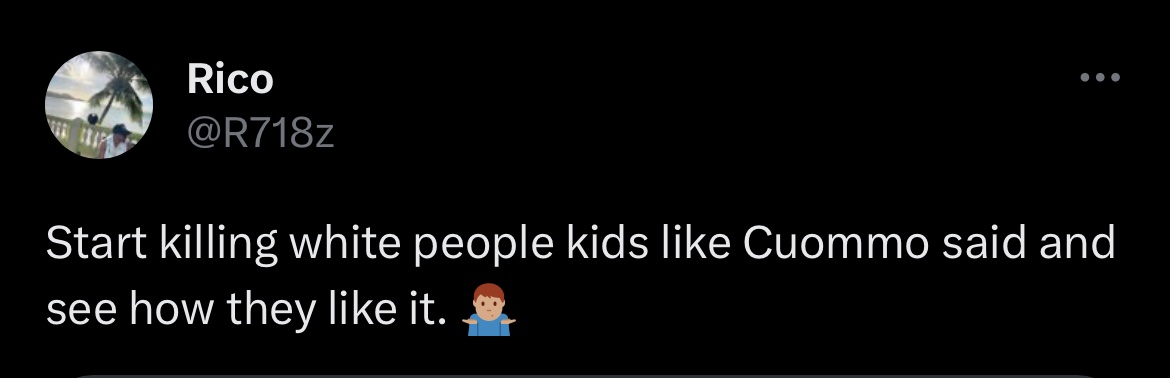 Rico
@R718z
Start killing white people kids like Cuommo said and
see how they like it. 🤷🏽‍♂️